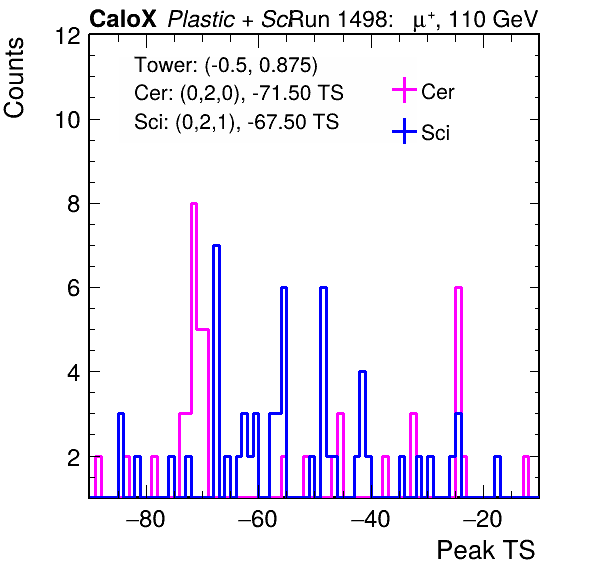 CaloX Plastic + Sci Run 1498: μ⁺, 110 GeV
Counts
12
10
8
6
4
2
Tower: (-0.5, 0.875)
Cer: (0,2,0), -71.50 TS
Sci: (0,2,1), -67.50 TS
Cer
Sci
−80 −60 −40 −20
Peak TS